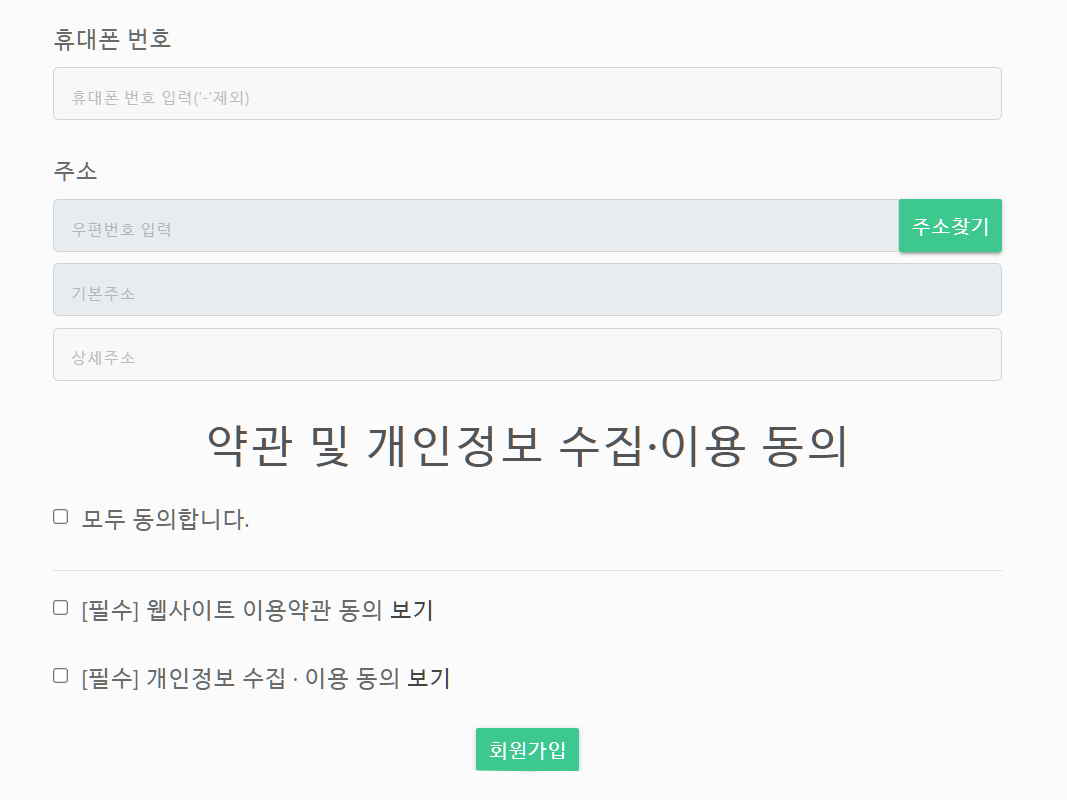 휴대폰 번호
휴대폰 번호 입력('-'제외)
주소
우편번호 입력
주소찾기
기본주소
상세주소
약관 및 개인정보 수집·이용 동의
모두 동의합니다.
[필수] 웹사이트 이용약관 동의 보기
[필수] 개인정보 수집 · 이용 동의 보기
회원가입